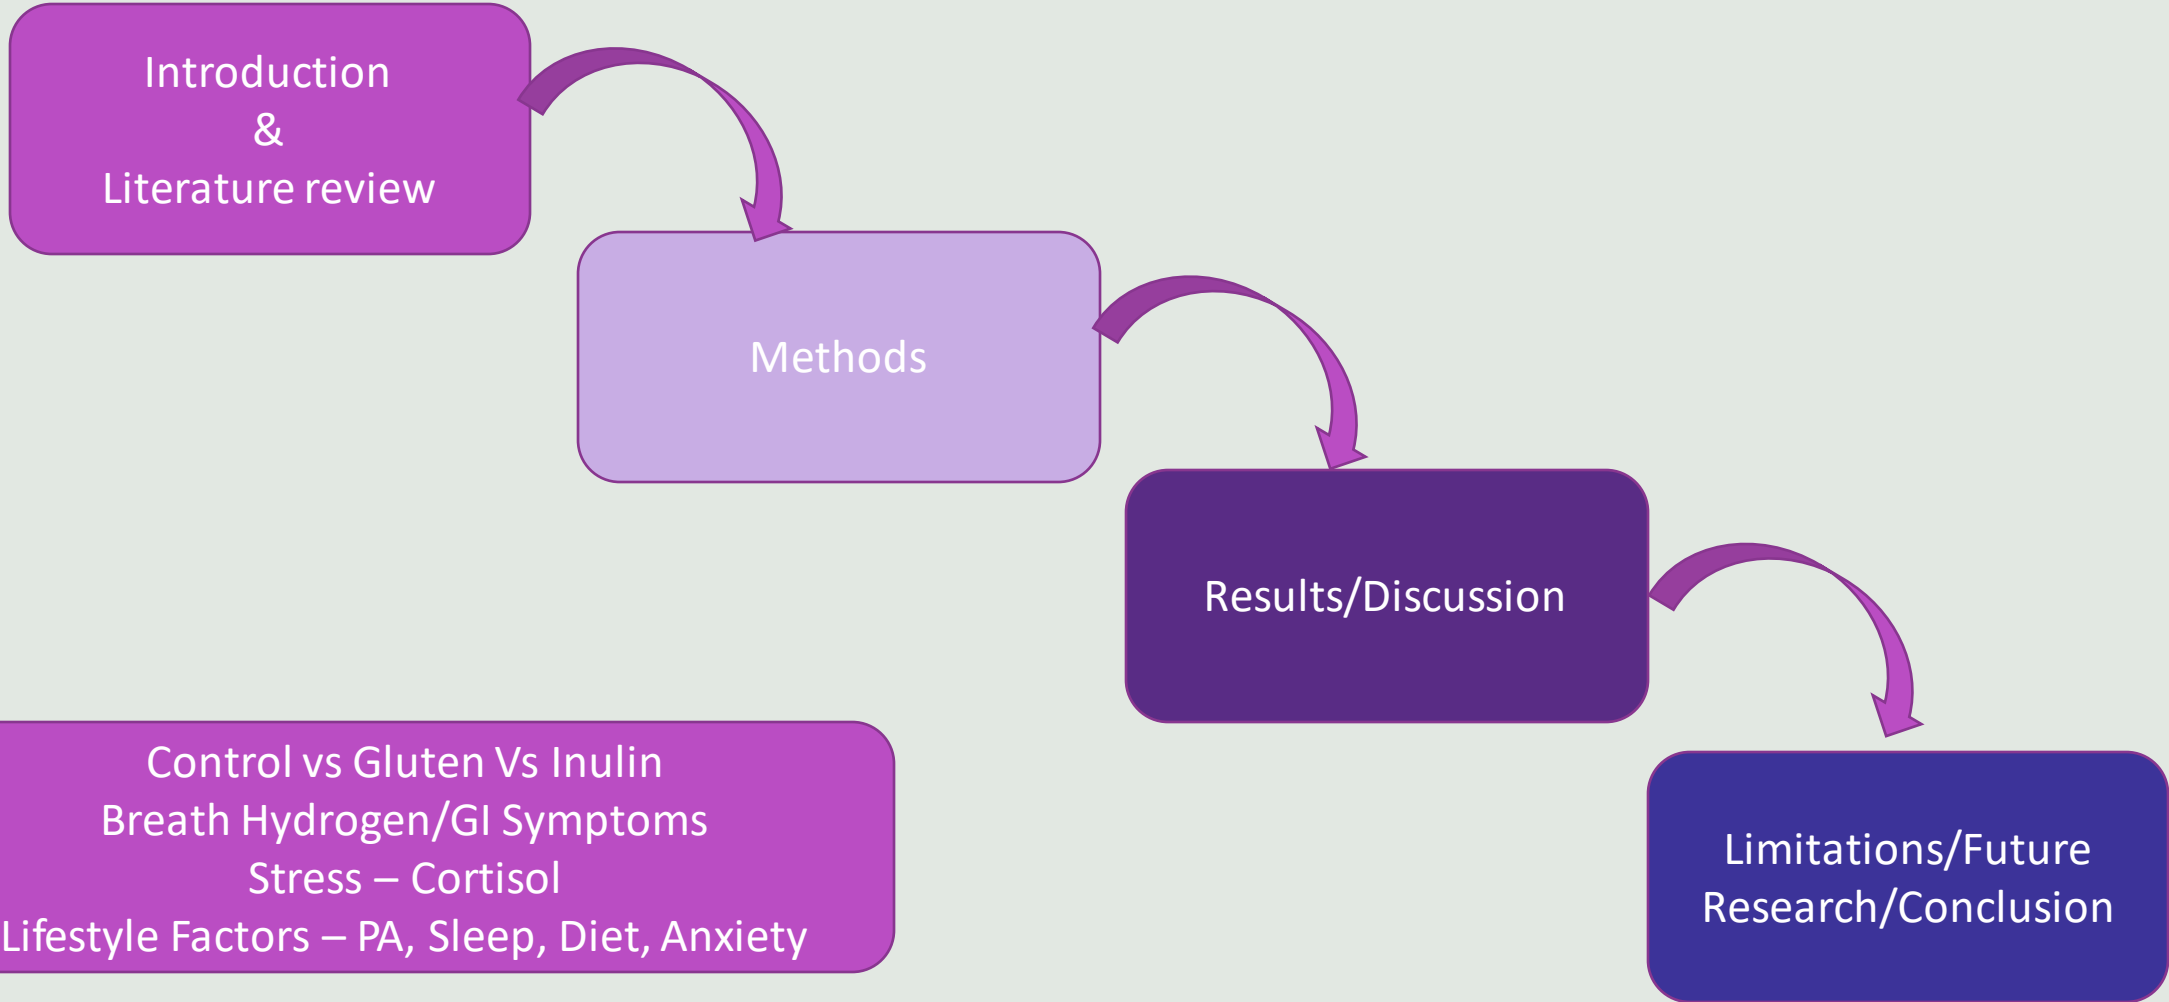 Introduction
&
Literature review
Methods
Results/Discussion
Control vs Gluten Vs Inulin
Breath Hydrogen/GI Symptoms
Stress – Cortisol
Lifestyle Factors – PA, Sleep, Diet, Anxiety
Limitations/Future
Research/Conclusion